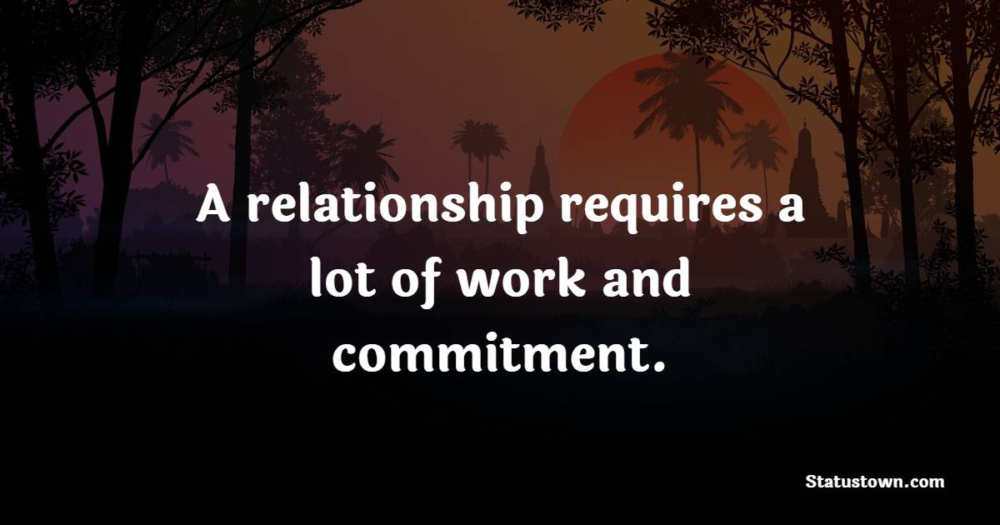 A relationship requires a
lot of work and
commitment.
Statustown.com